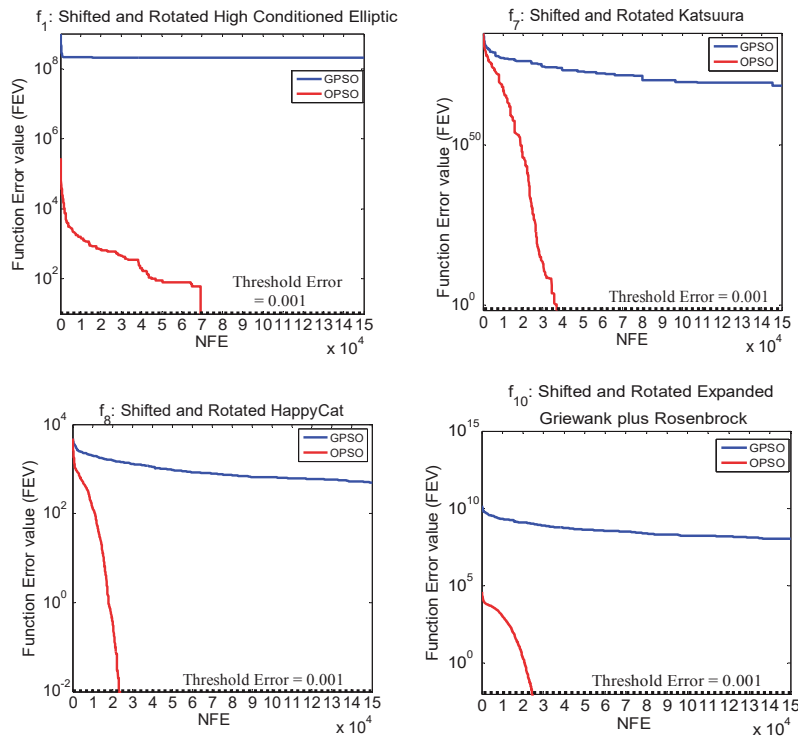 f1: Shifted and Rotated High Conditioned Elliptic
Function Error value (FEV)
10^8
10^6
10^4
10^2
GPSO
OPSO
Threshold Error
= 0.001
0 1 2 3 4 5 6 7 8 9 10 11 12 13 14 15
NFE
x 10^4
f7: Shifted and Rotated Katsuura
Function Error value (FEV)
10^50
10^0
GPSO
OPSO
Threshold Error = 0.001
0 1 2 3 4 5 6 7 8 9 10 11 12 13 14 15
NFE
x 10^4
f8: Shifted and Rotated HappyCat
Function Error value (FEV)
10^4
10^2
10^0
10^-2
GPSO
OPSO
Threshold Error = 0.001
0 1 2 3 4 5 6 7 8 9 10 11 12 13 14 15
NFE
x 10^4
f10: Shifted and Rotated Expanded
Griewank plus Rosenbrock
Function Error value (FEV)
10^15
10^10
10^5
10^0
GPSO
OPSO
Threshold Error = 0.001
0 1 2 3 4 5 6 7 8 9 10 11 12 13 14 15
NFE
x 10^4